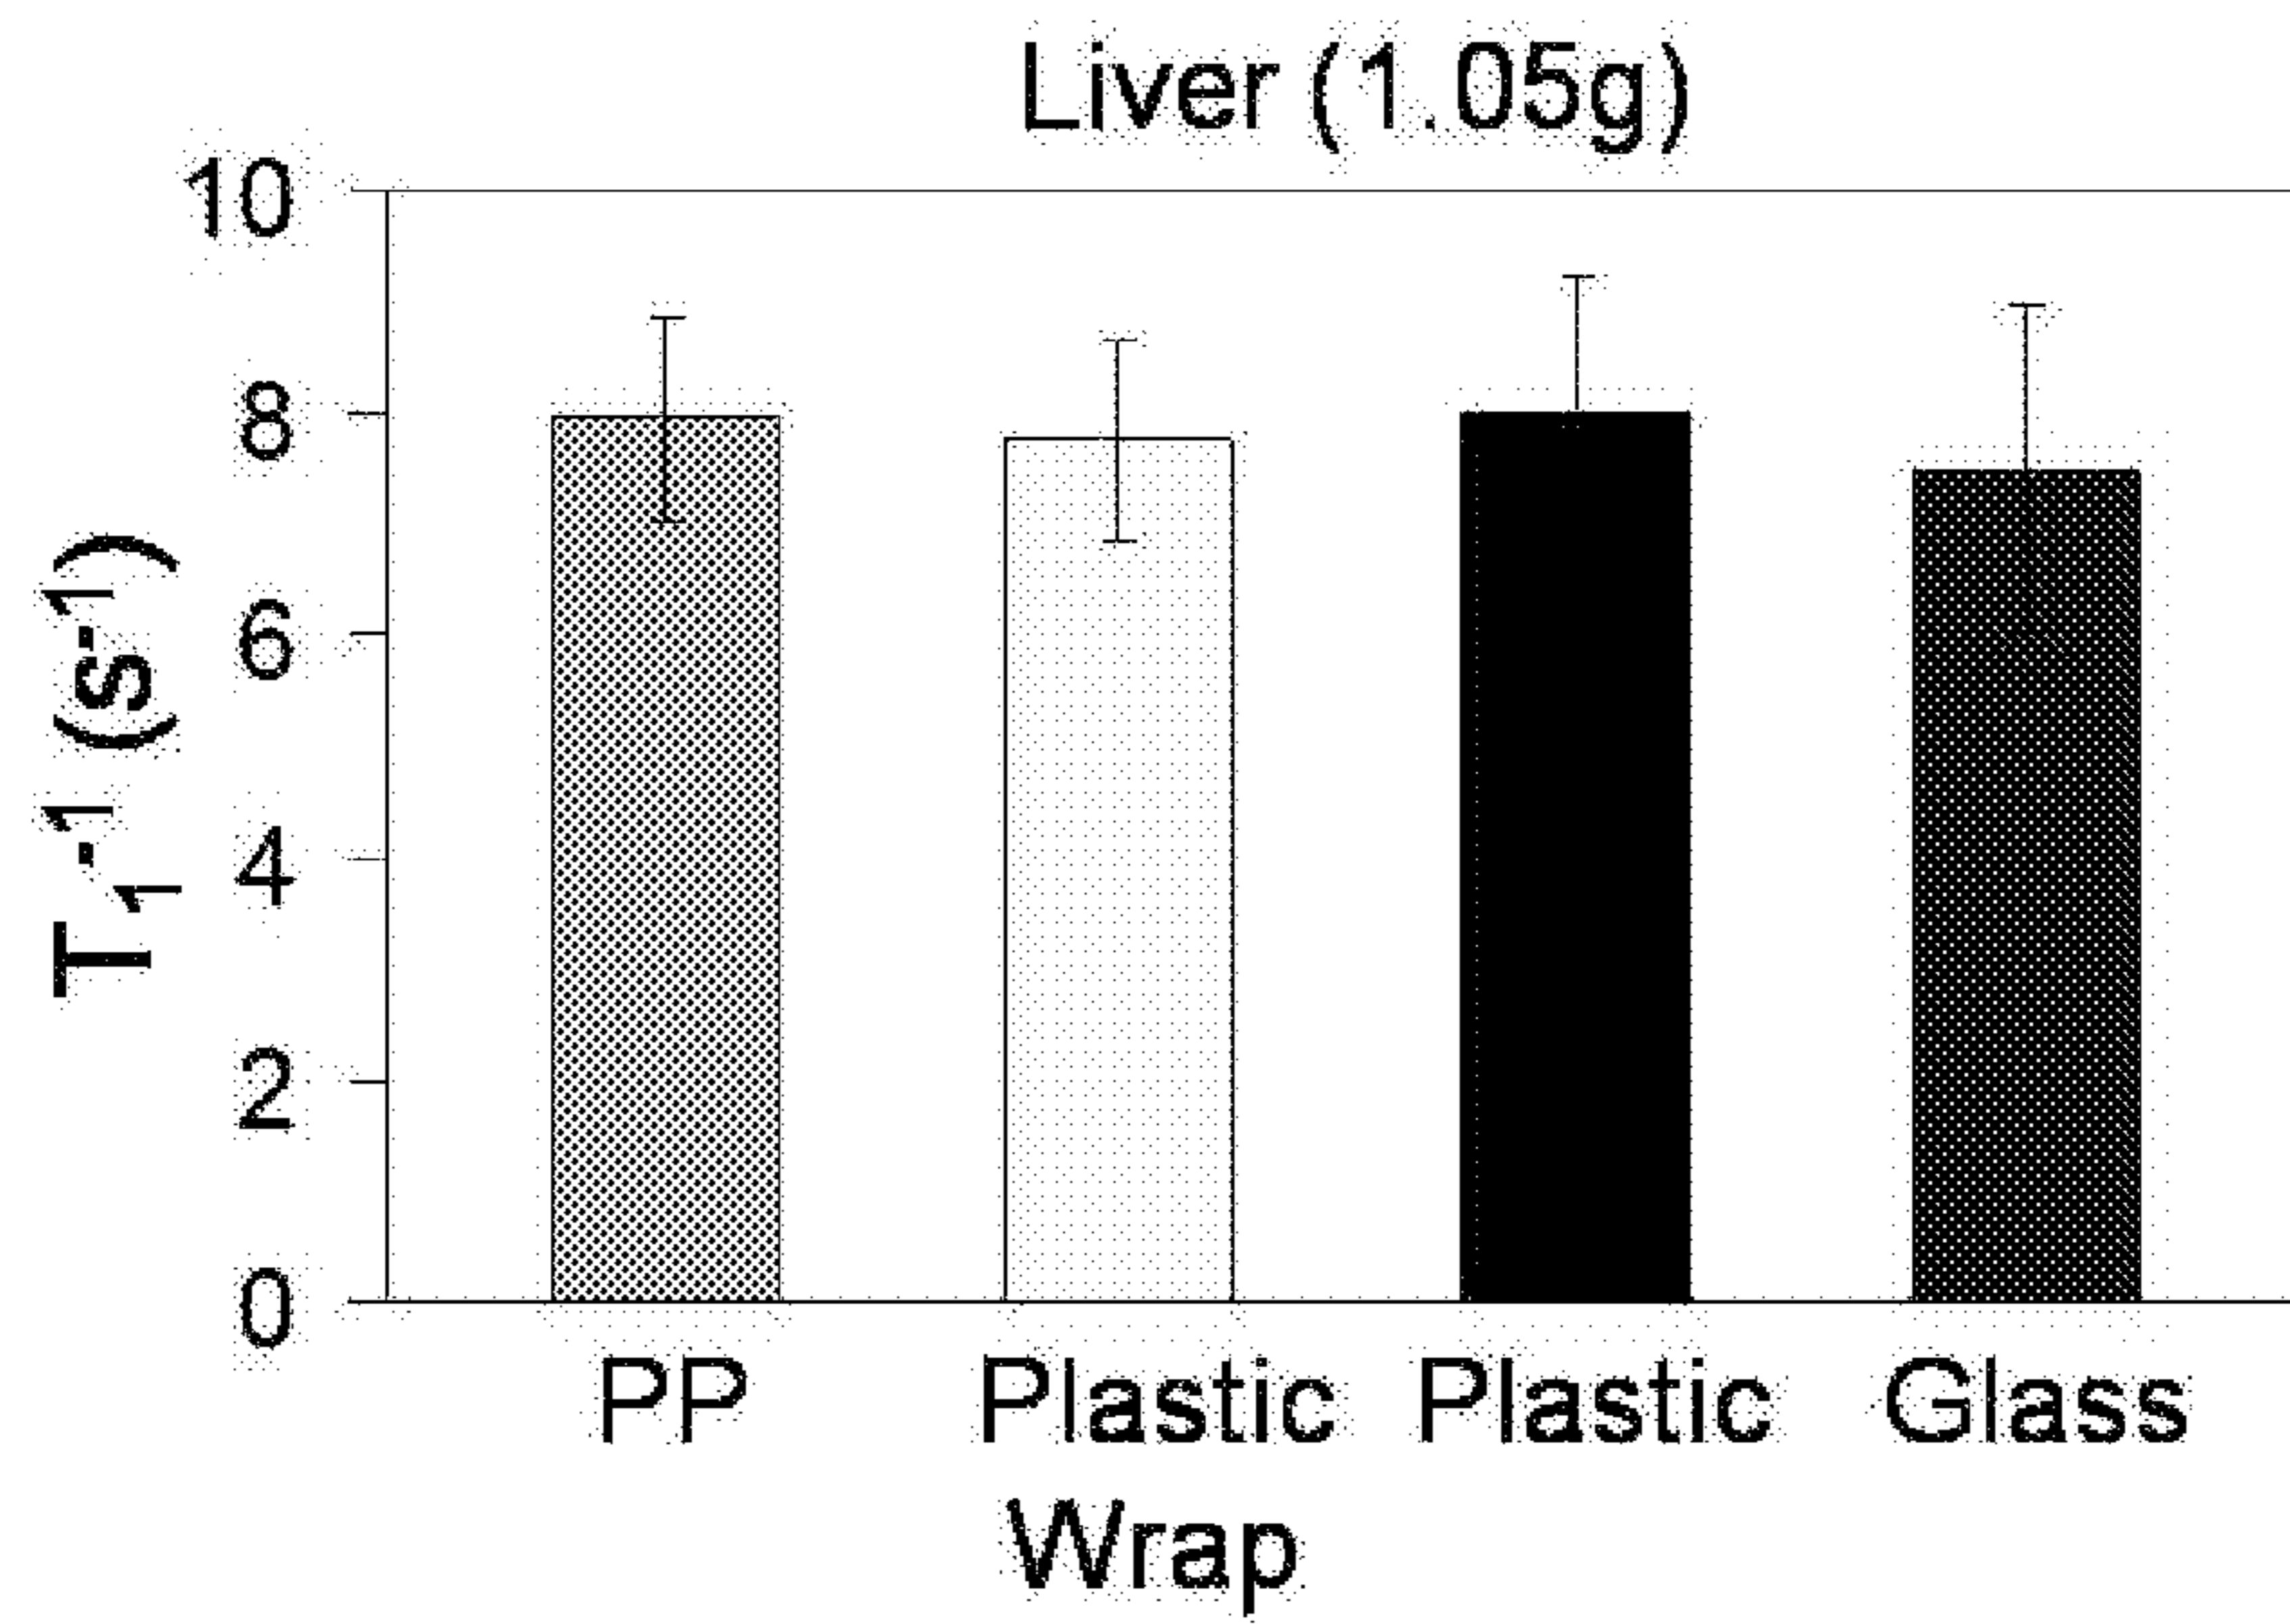 Liver (1.05g)
10
8
6
4
2
0
T₁⁻¹ (s⁻¹)
PP Plastic Plastic Glass
Wrap